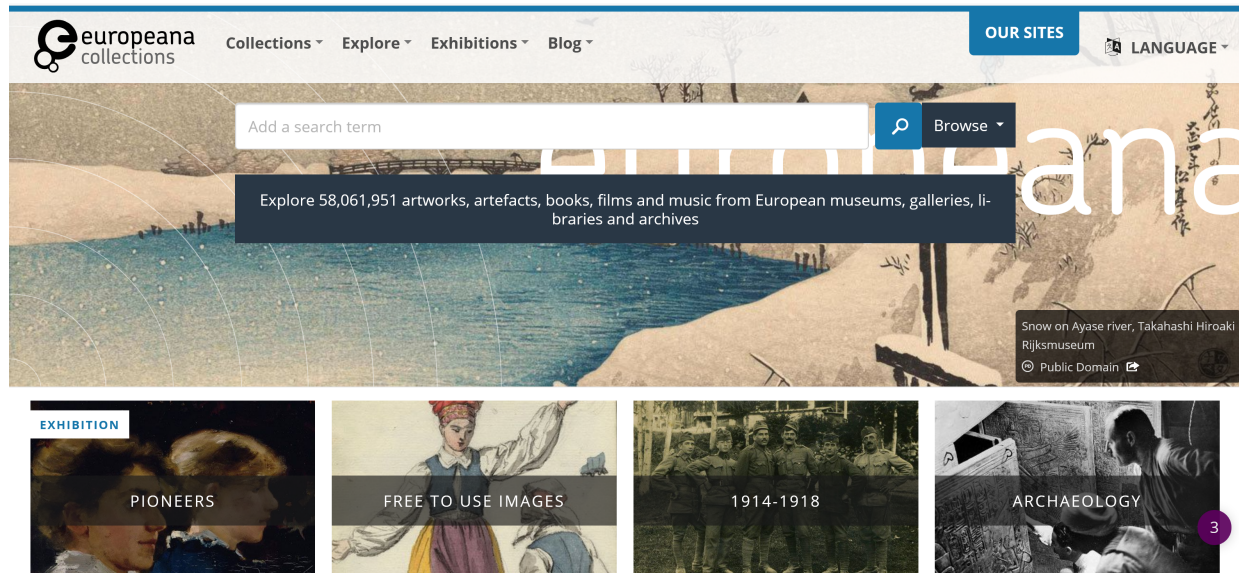 europeana
collections
Collections
Explore
Exhibitions
Blog
OUR SITES
LANGUAGE
Add a search term
Browse
europeana
Explore 58,061,951 artworks, artefacts, books, films and music from European museums, galleries, li-
braries and archives
Snow on Ayase river, Takahashi Hiroaki
Rijksmuseum
Public Domain
EXHIBITION
PIONEERS
FREE TO USE IMAGES
1914-1918
ARCHAEOLOGY
3